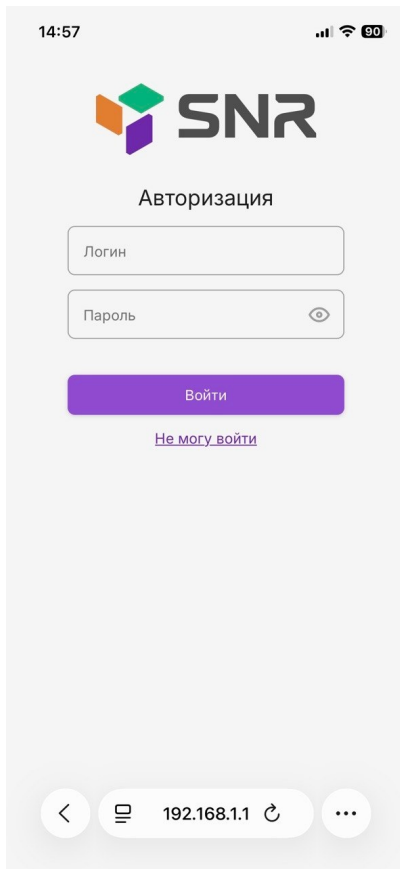 14:57
90
SNR
Авторизация
Логин
Пароль
Войти
Не могу войти
192.168.1.1